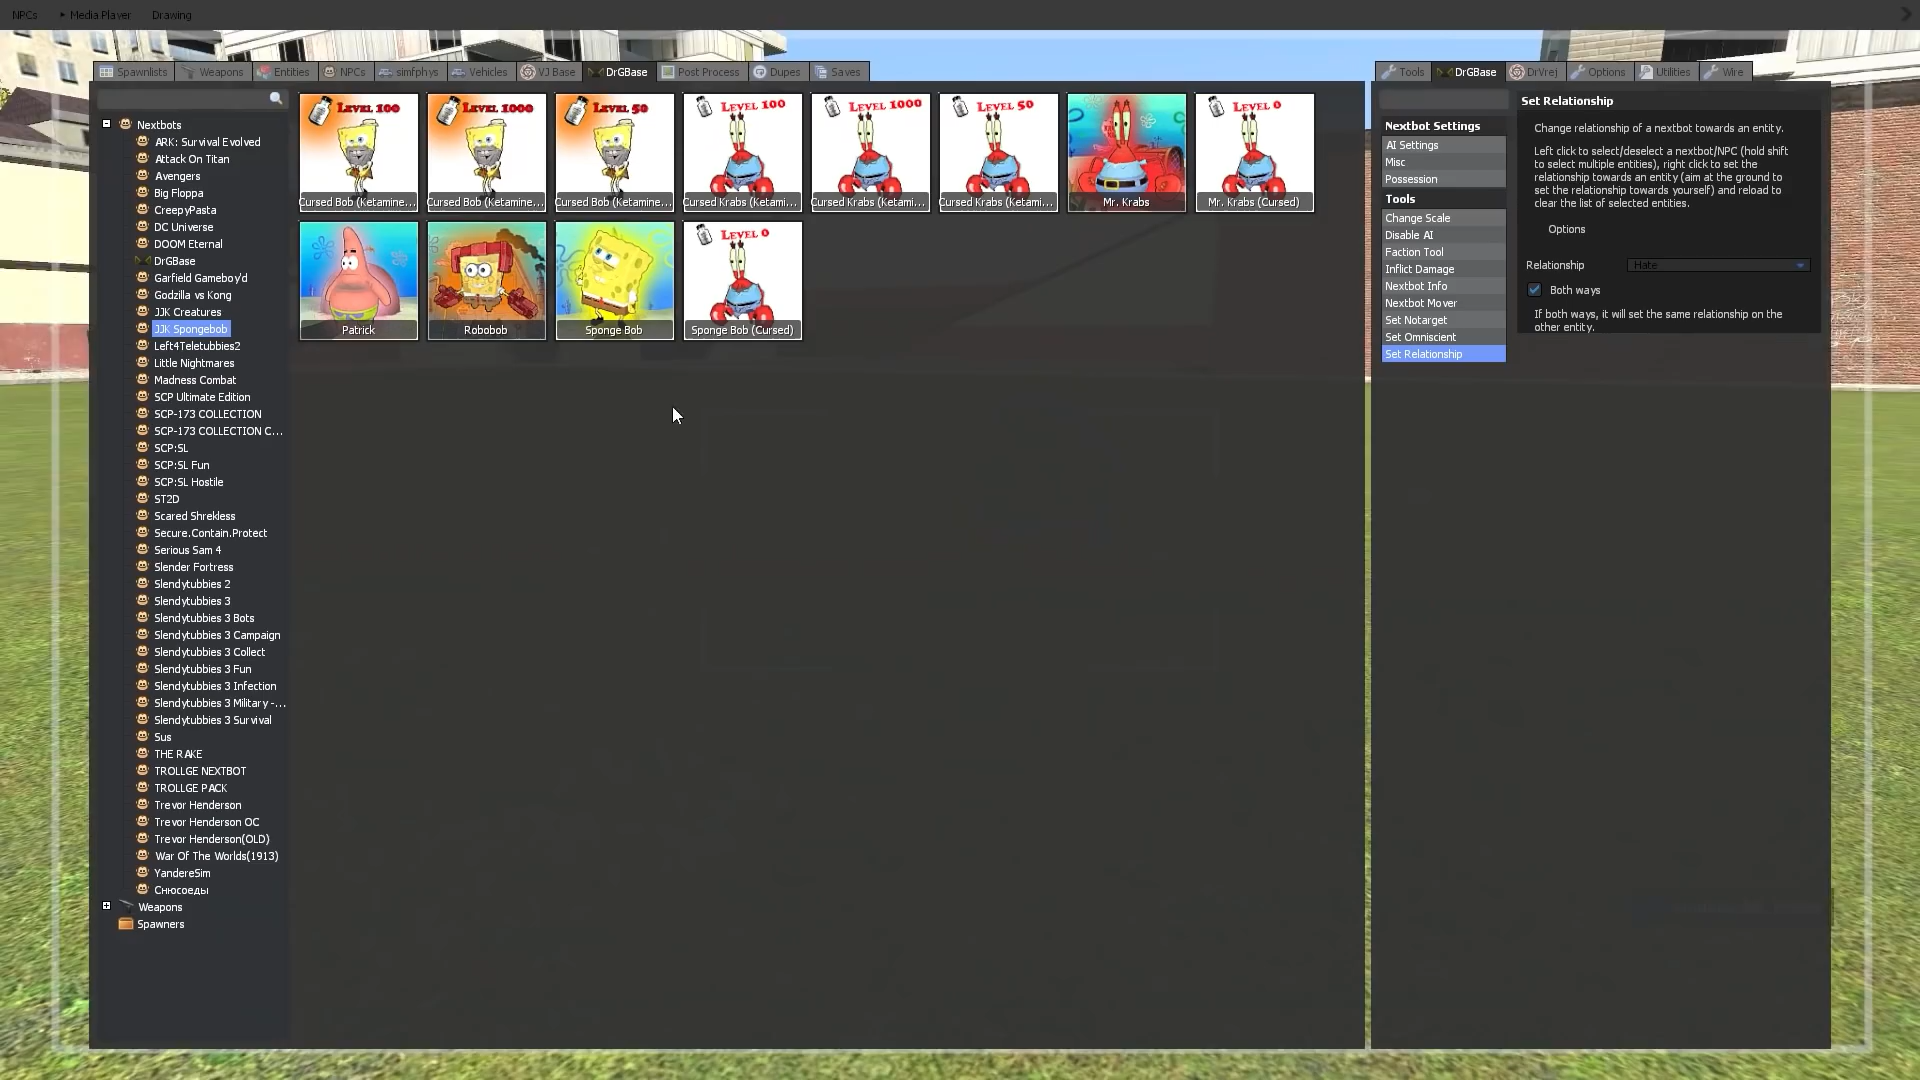 NPCs
Media Player
Drawing
Spawnlists
Weapons
Entities
NPCs
simfphys
Vehicles
VJ Base
DrGBase
Post Process
Dupes
Saves
Nextbots
ARK: Survival Evolved
Attack On Titan
Avengers
Big Floppa
CreepyPasta
DC Universe
DOOM Eternal
DrGBase
Garfield Gameboy'd
Godzilla vs Kong
JJK Creatures
JJK Spongebob
Left4Teletubbies2
Little Nightmares
Madness Combat
SCP Ultimate Edition
SCP-173 COLLECTION
SCP-173 COLLECTION C...
SCP:SL
SCP:SL Fun
SCP:SL Hostile
ST2D
Scared Shrekless
Secure.Contain.Protect
Serious Sam 4
Slender Fortress
Slendytubbies 2
Slendytubbies 3
Slendytubbies 3 Bots
Slendytubbies 3 Campaign
Slendytubbies 3 Collect
Slendytubbies 3 Fun
Slendytubbies 3 Infection
Slendytubbies 3 Military -...
Slendytubbies 3 Survival
Sus
THE RAKE
TROLLGE NEXTBOT
TROLLGE PACK
Trevor Henderson
Trevor Henderson OC
Trevor Henderson(OLD)
War Of The Worlds(1913)
YandereSim
Снюсоеды
Weapons
Spawners
LEVEL 100
Cursed Bob (Ketamine...
LEVEL 1000
Cursed Bob (Ketamine...
LEVEL 50
Cursed Bob (Ketamine...
LEVEL 100
Cursed Krabs (Ketami...
LEVEL 1000
Cursed Krabs (Ketami...
LEVEL 50
Cursed Krabs (Ketami...
Mr. Krabs
LEVEL 0
Mr. Krabs (Cursed)
Patrick
Robobob
Sponge Bob
LEVEL 0
Sponge Bob (Cursed)
Tools
DrGBase
DrVrej
Options
Utilities
Wire
Nextbot Settings
AI Settings
Misc
Possession
Tools
Change Scale
Disable AI
Faction Tool
Inflict Damage
Nextbot Info
Nextbot Mover
Set Notarget
Set Omniscient
Set Relationship
Set Relationship
Change relationship of a nextbot towards an entity.
Left click to select/deselect a nextbot/NPC (hold shift
to select multiple entities), right click to set the
relationship towards an entity (aim at the ground to
set the relationship towards yourself) and reload to
clear the list of selected entities.
Options
Relationship
Hate
Both ways
If both ways, it will set the same relationship on the
other entity.